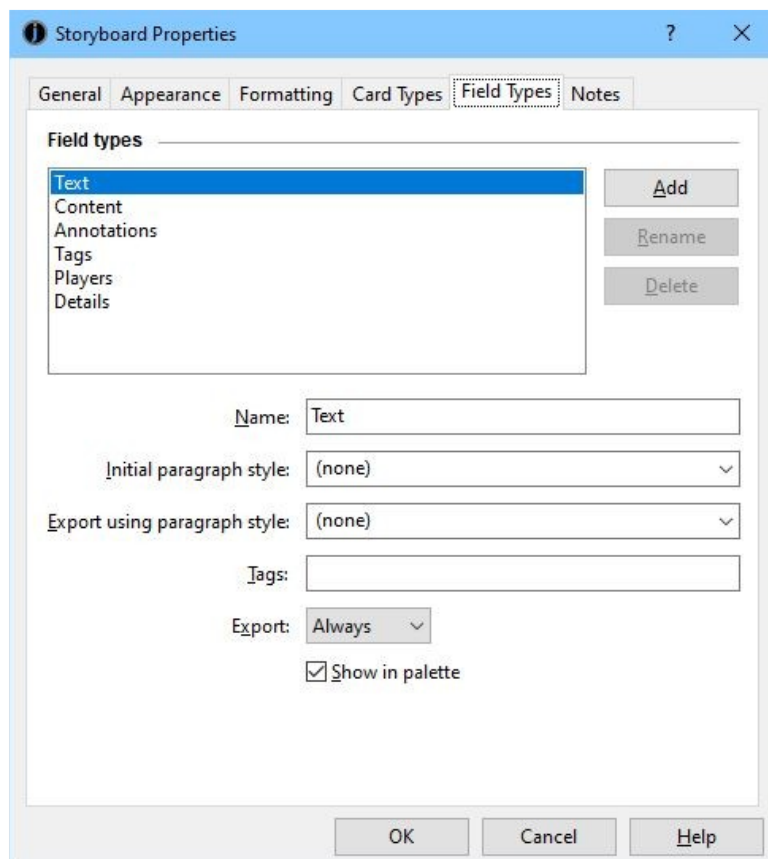 Storyboard Properties ?
General Appearance Formatting Card Types Field Types Notes
Field types
Text
Content
Annotations
Tags
Players
Details
Add
Rename
Delete
Name: Text
Initial paragraph style: (none)
Export using paragraph style: (none)
Tags:
Export: Always
Show in palette
OK Cancel Help